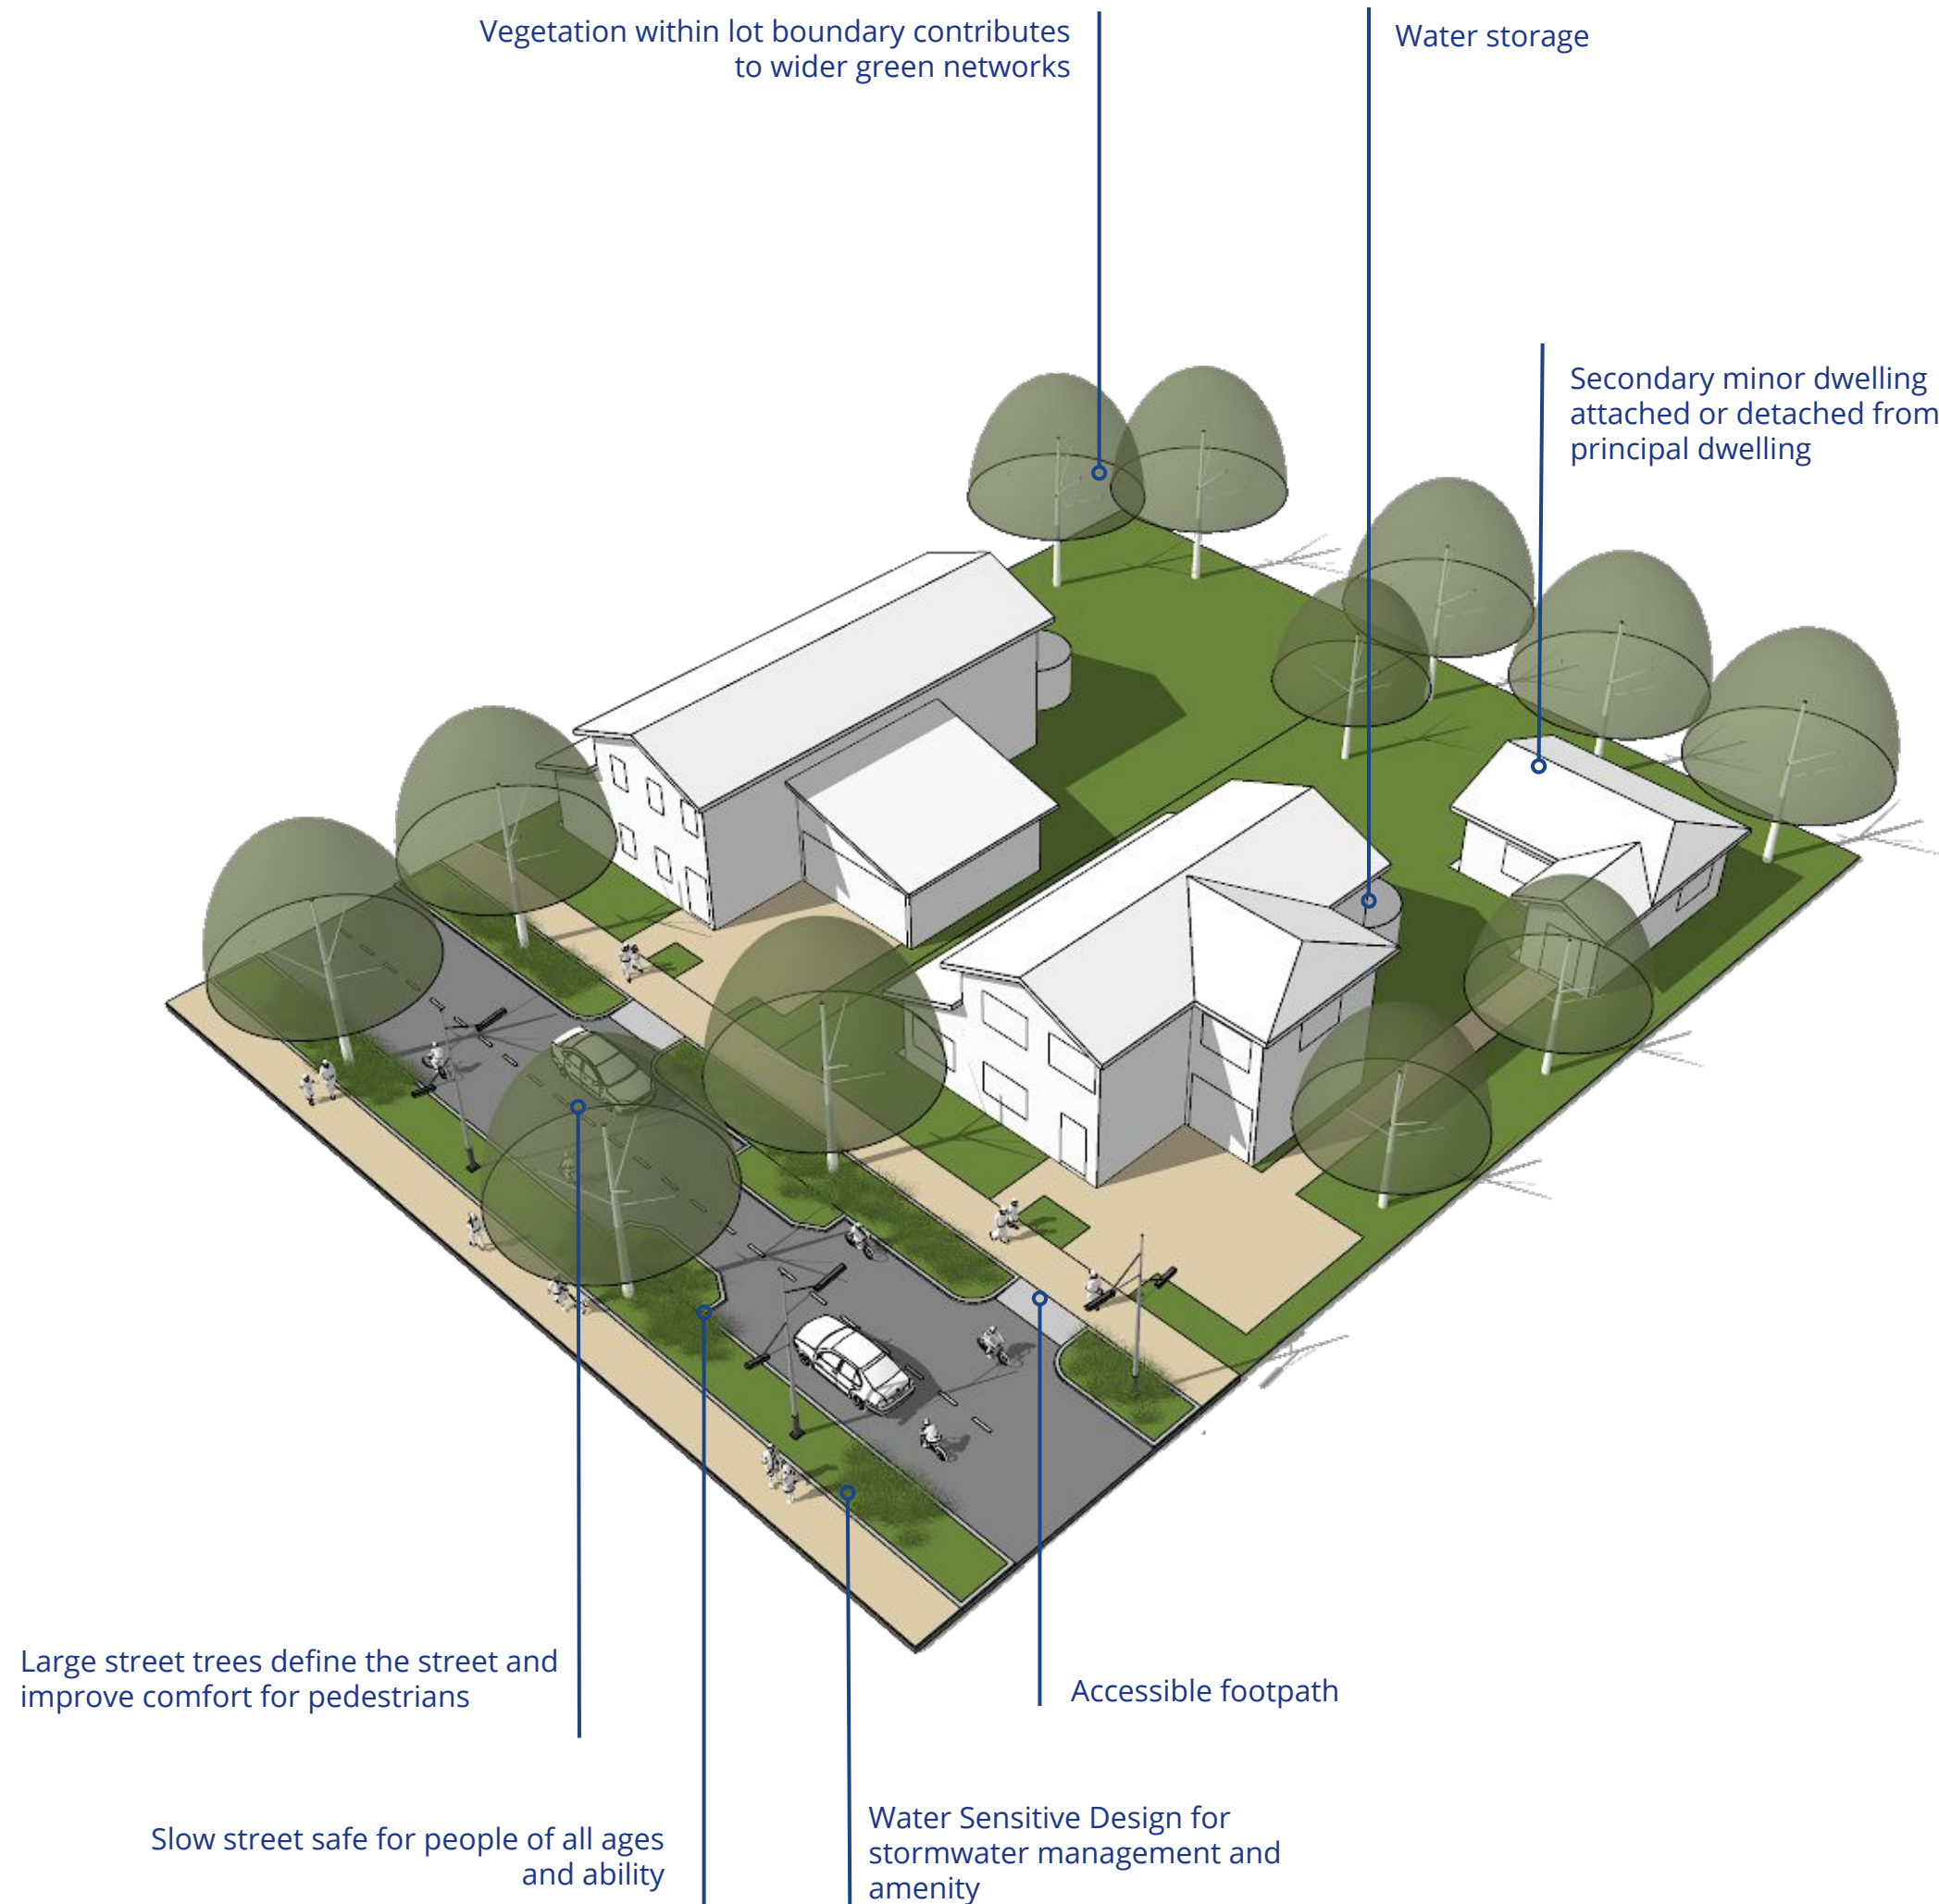 Vegetation within lot boundary contributes
to wider green networks
Water storage
Secondary minor dwelling
attached or detached from
principal dwelling
Large street trees define the street and
improve comfort for pedestrians
Accessible footpath
Slow street safe for people of all ages
and ability
Water Sensitive Design for
stormwater management and
amenity